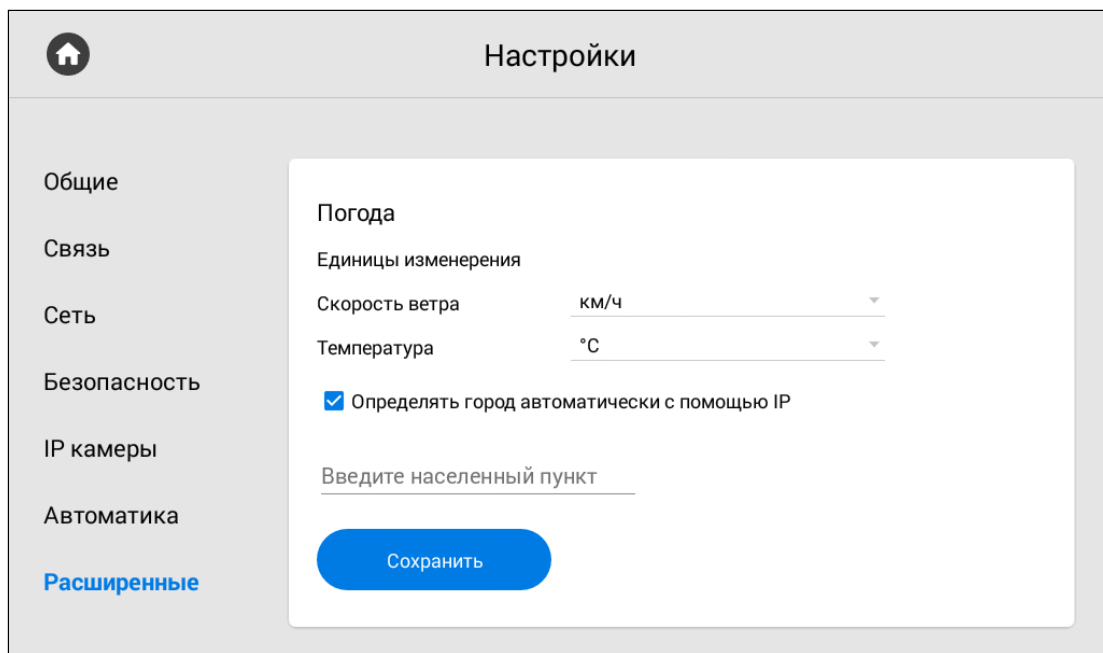 Настройки
Общие
Связь
Сеть
Безопасность
IP камеры
Автоматика
Расширенные
Погода
Единицы изменерения
Скорость ветра км/ч
Температура °C
Определять город автоматически с помощью IP
Введите населенный пункт
Сохранить